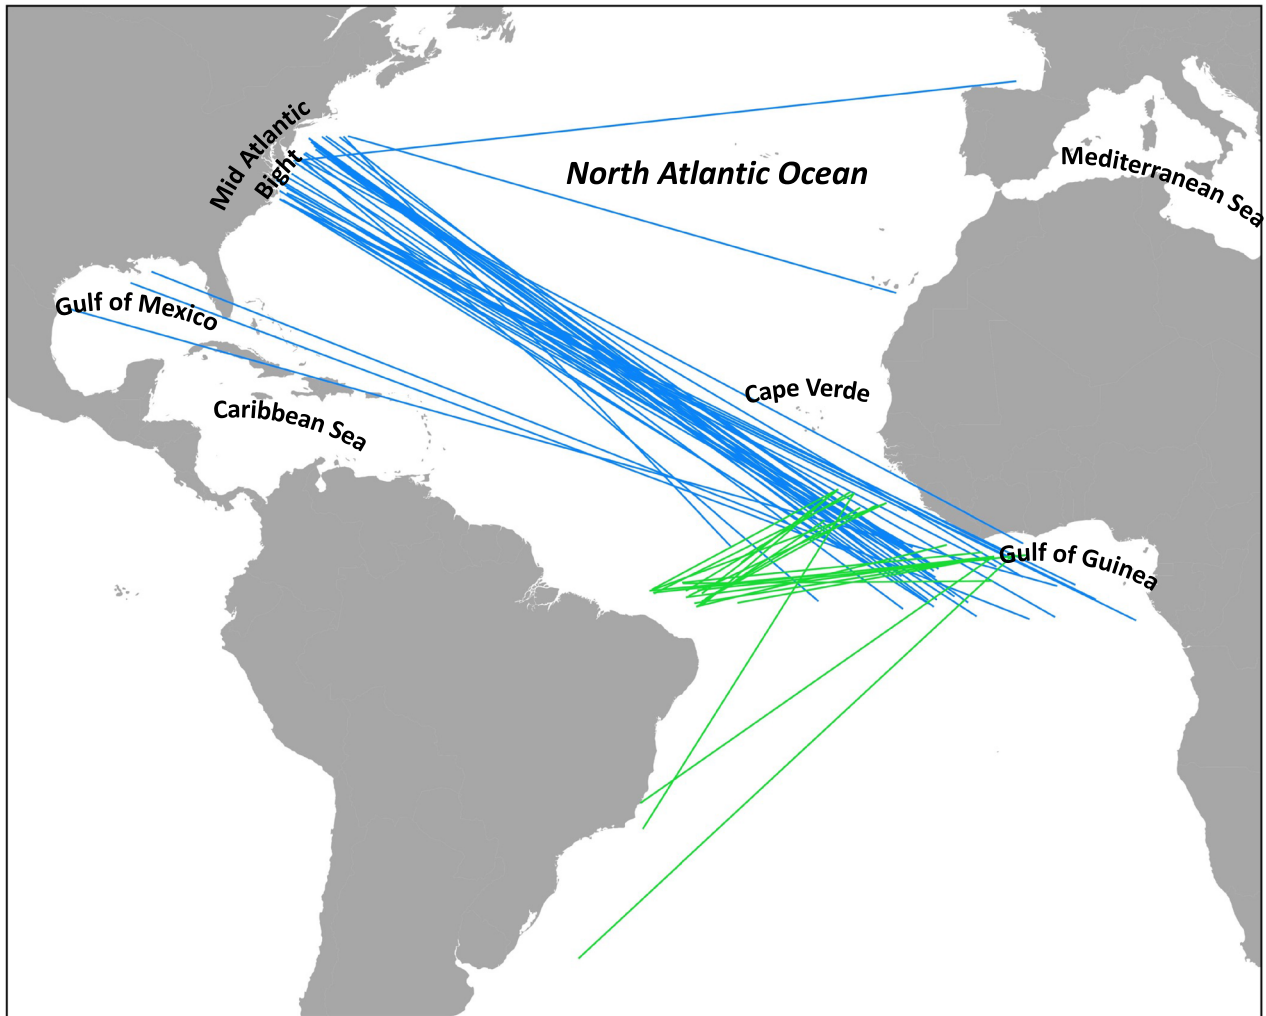 Mid Atlantic
Bight
North Atlantic Ocean
Mediterranean Sea
Gulf of Mexico
Cape Verde
Caribbean Sea
Gulf of Guinea